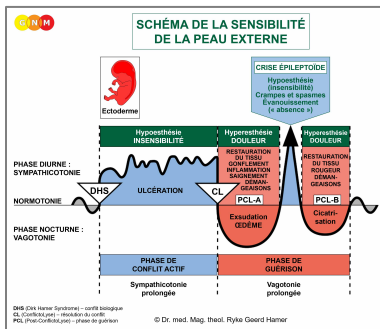 GNM
SCHÉMA DE LA SENSIBILITÉ
DE LA PEAU EXTERNE
Ectoderme
CRISE ÉPILEPTOÏDE
Hypoesthésie
(Insensibilité)
Crampes et spasmes
Évanouissement
(« absence »)
Hypoesthésie
INSENSIBILITÉ
Hyperesthésie
DOULEUR
Hyperesthésie
DOULEUR
RESTAURATION
DU TISSU
GONFLEMENT
INFLAMMATION
SAIGNEMENT
DÉMAN-
GEAISONS
RESTAURATION
DU TISSU
ROUGEUR
DÉMAN-
GEAISONS
PHASE DIURNE :
SYMPATHICOTONIE
DHS
ULCÉRATION
CL
PCL-A
PCL-B
NORMOTONIE
Exsudation
ŒDÈME
Cicatri-
sation
PHASE NOCTURNE :
VAGOTONIE
PHASE DE
CONFLIT ACTIF
PHASE DE
GUÉRISON
Sympathicotonie
prolongée
Vagotonie
prolongée
DHS (Dirk Hamer Syndrome) – conflit biologique
CL (ConflictoLyse) – résolution du conflit
PCL (Post-ConflictoLyse) – phase de guérison
© Dr. med. Mag. theol. Ryke Geerd Hamer